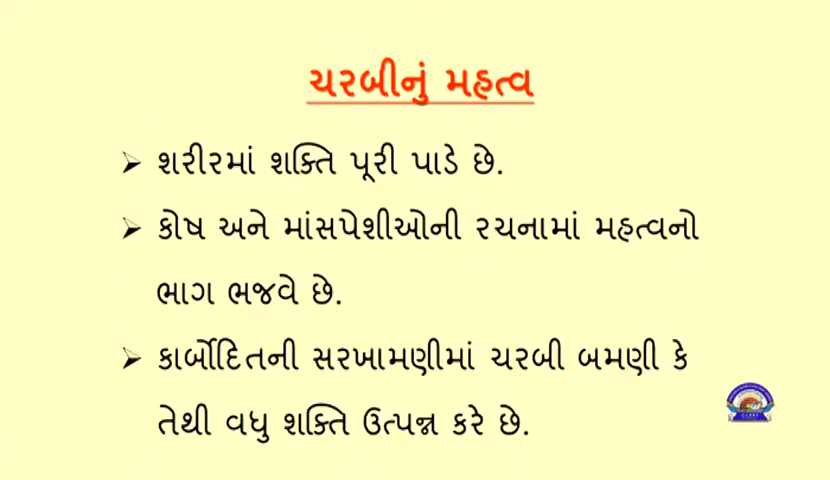 ચરબીનું મહત્વ
➢ શરીરમાં શક્તિ પૂરી પાડે છે.
➢ કોષ અને માંસપેશીઓની રચનામાં મહત્વનો
ભાગ ભજવે છે.
➢ કાર્બોદિતની સરખામણીમાં ચરબી બમણી કે
તેથી વધુ શક્તિ ઉત્પન્ન કરે છે.